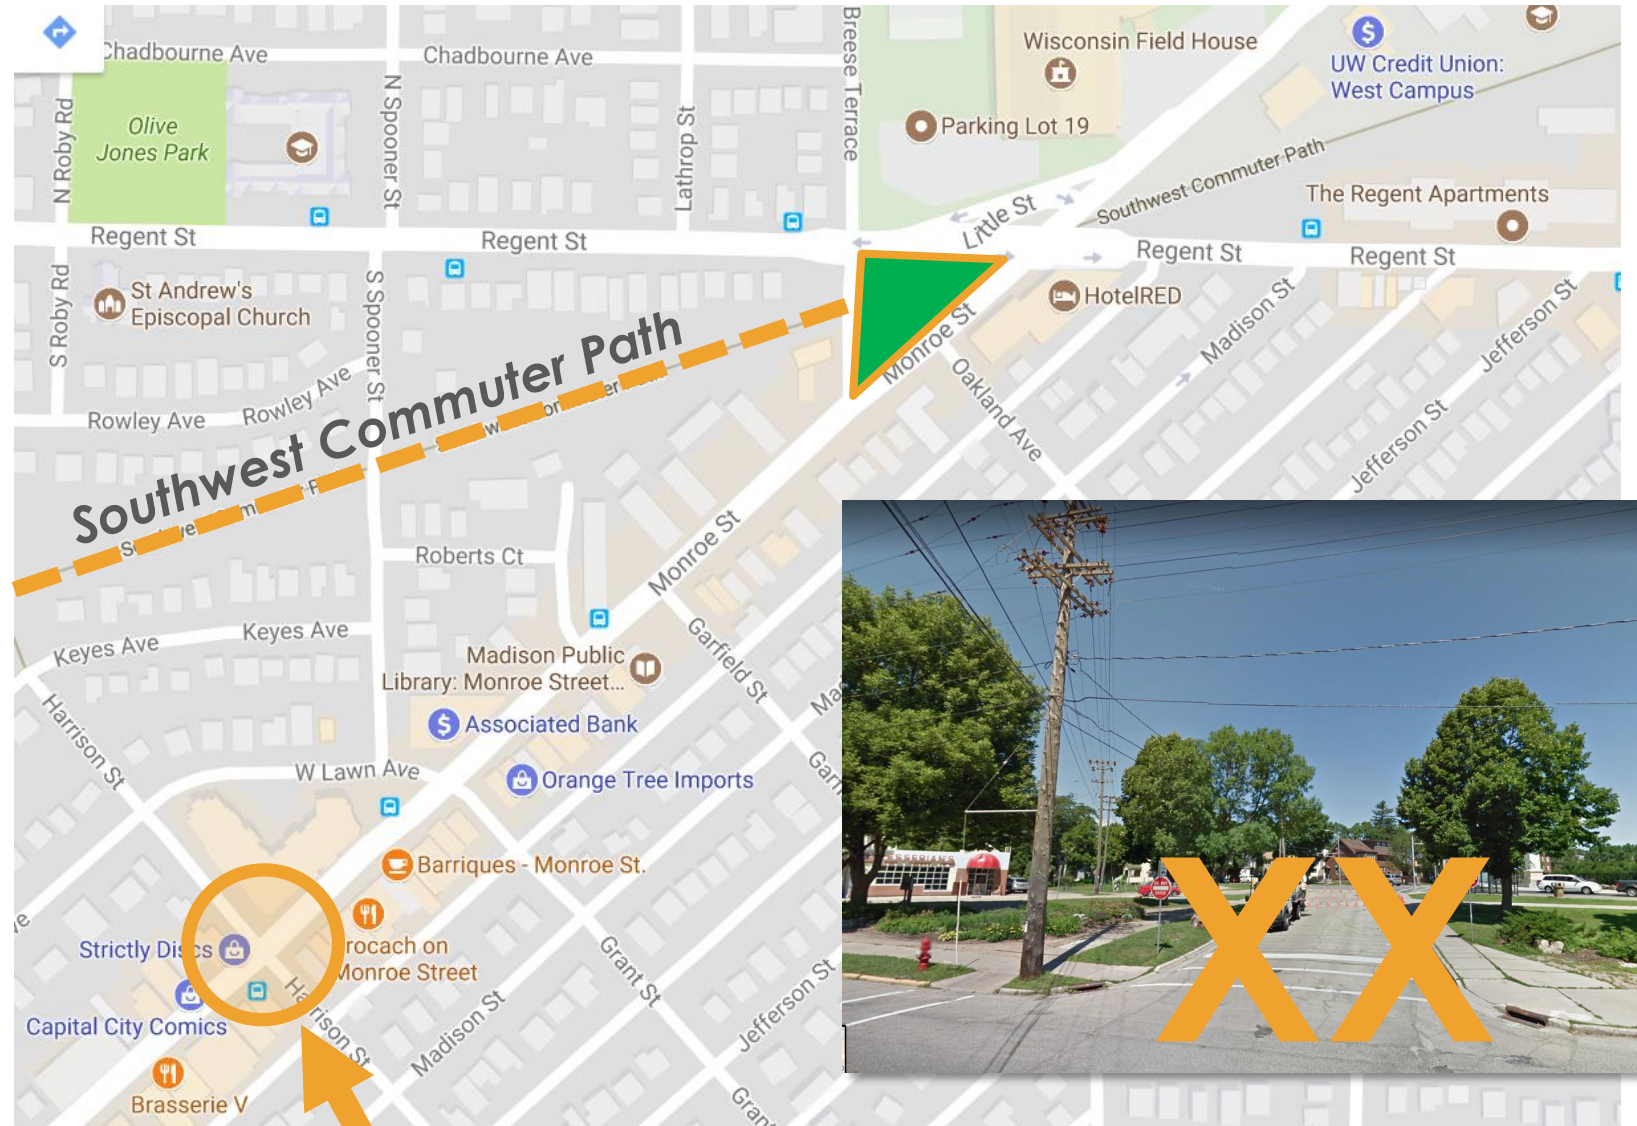 Chadbourne Ave
Chadbourne Ave
Breese Terrace
Wisconsin Field House
UW Credit Union:
West Campus
N Roby Rd
Olive
Jones Park
N Spooner St
Lathrop St
Parking Lot 19
Southwest Commuter Path
The Regent Apartments
Regent St
Regent St
Little St
Regent St
Regent St
S Roby Rd
St Andrew's
Episcopal Church
S Spooner St
HotelRED
Madison St
Jefferson St
Monroe St
Oakland Ave
Southwest Commuter Path
Rowley Ave
Rowley Ave
Jefferson St
Roberts Ct
Monroe St
Keyes Ave
Keyes Ave
Madison Public
Library: Monroe Street...
Garfield St
Associated Bank
Harrison St
W Lawn Ave
Orange Tree Imports
Barriques - Monroe St.
Strictly Discs
rocach on
Monroe Street
Capital City Comics
Harrison St
Madison St
Grant St
Jefferson St
Brasserie V
Grant
XX